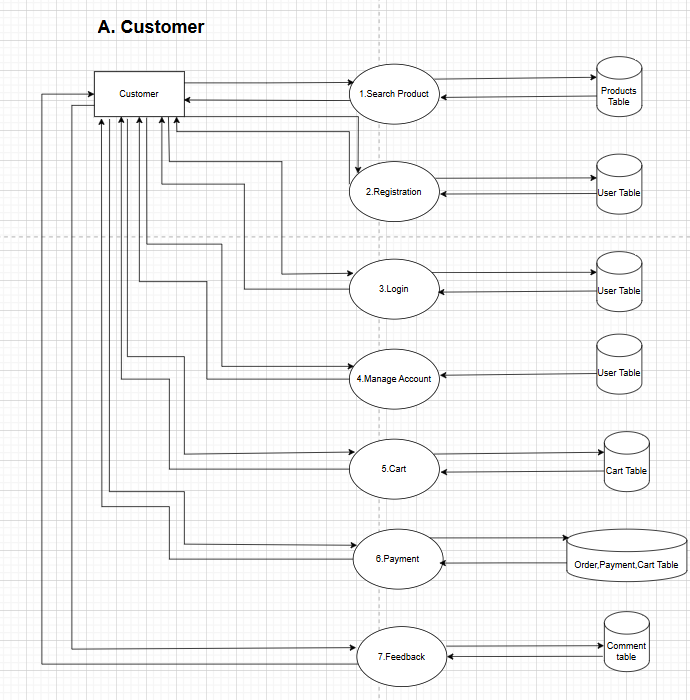 A. Customer
Customer
1.Search Product
Products
Table
2.Registration
User Table
3.Login
User Table
4.Manage Account
User Table
5.Cart
Cart Table
6.Payment
Order,Payment,Cart Table
7.Feedback
Comment
table